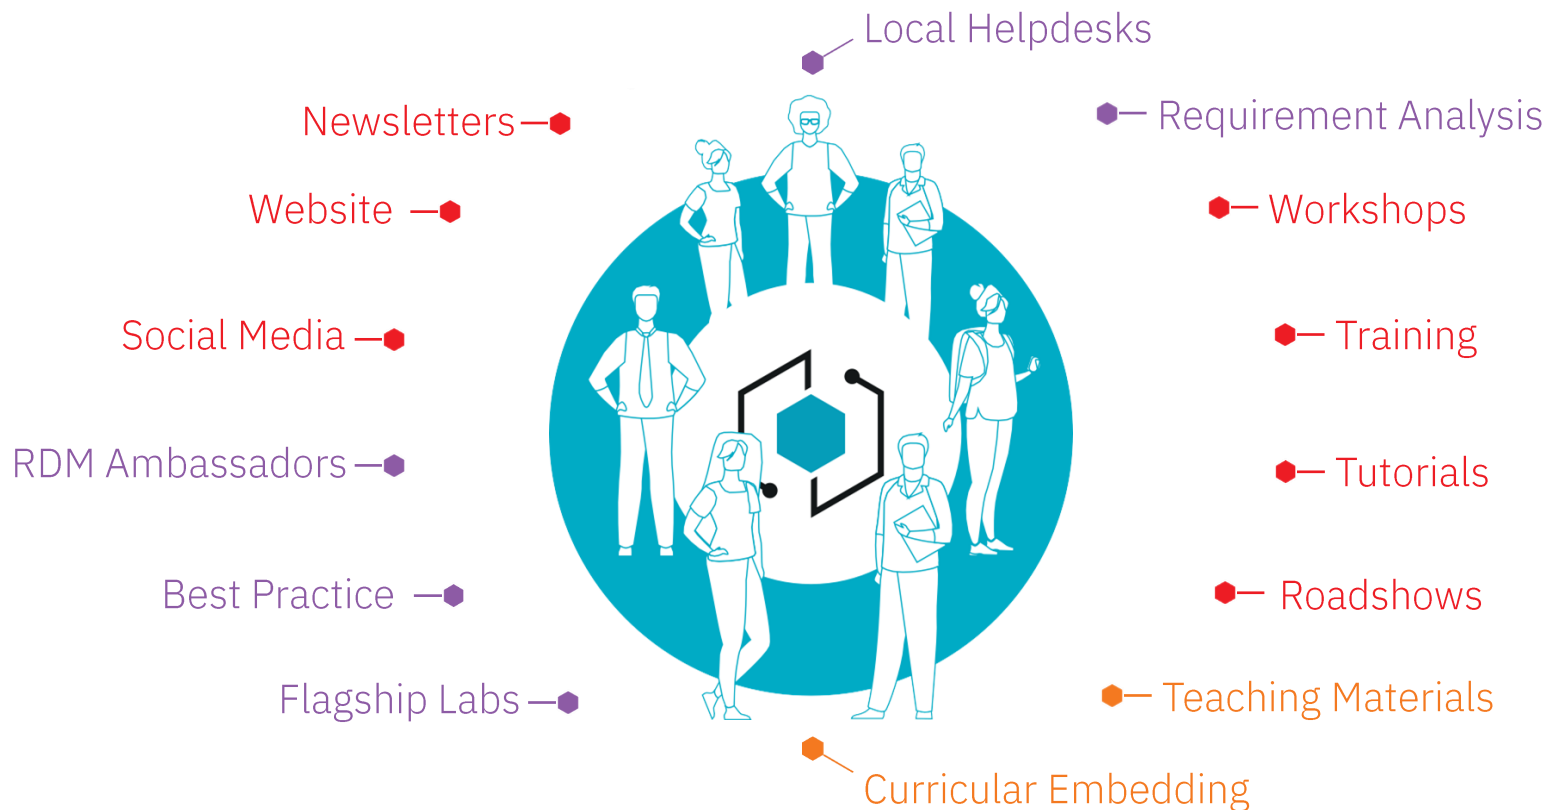 Local Helpdesks
Newsletters
Requirement Analysis
Website
Workshops
Social Media
Training
RDM Ambassadors
Tutorials
Best Practice
Roadshows
Flagship Labs
Teaching Materials
Curricular Embedding